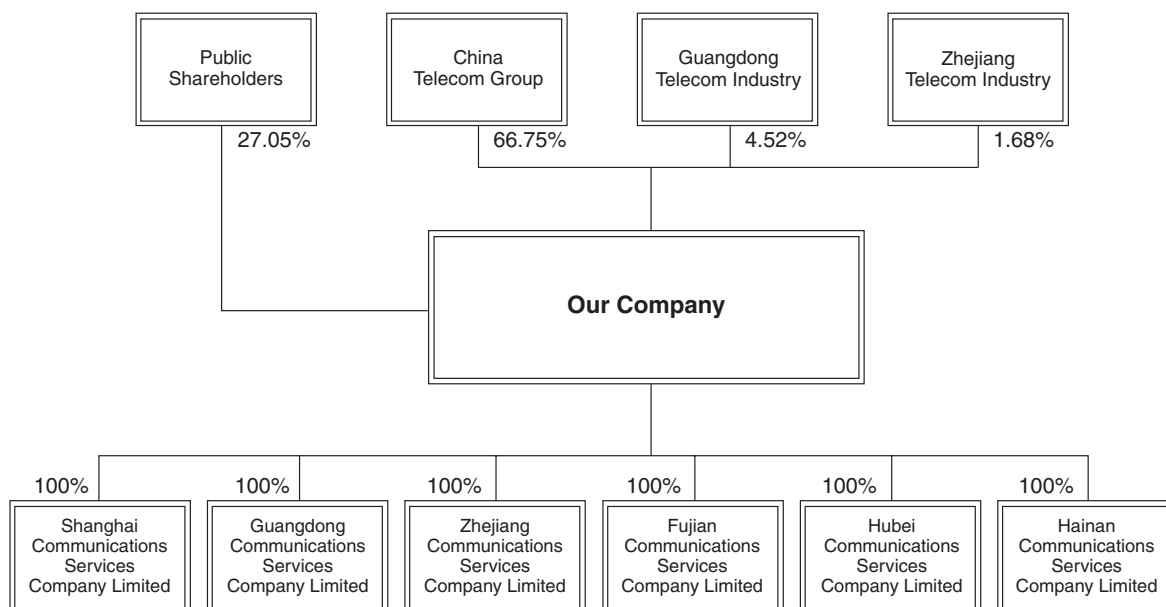 Public
Shareholders
China
Telecom Group
Guangdong
Telecom Industry
Zhejiang
Telecom Industry
27.05%
66.75%
4.52%
1.68%
Our Company
100%
100%
100%
100%
100%
100%
Shanghai
Communications
Services
Company Limited
Guangdong
Communications
Services
Company Limited
Zhejiang
Communications
Services
Company Limited
Fujian
Communications
Services
Company Limited
Hubei
Communications
Services
Company Limited
Hainan
Communications
Services
Company Limited